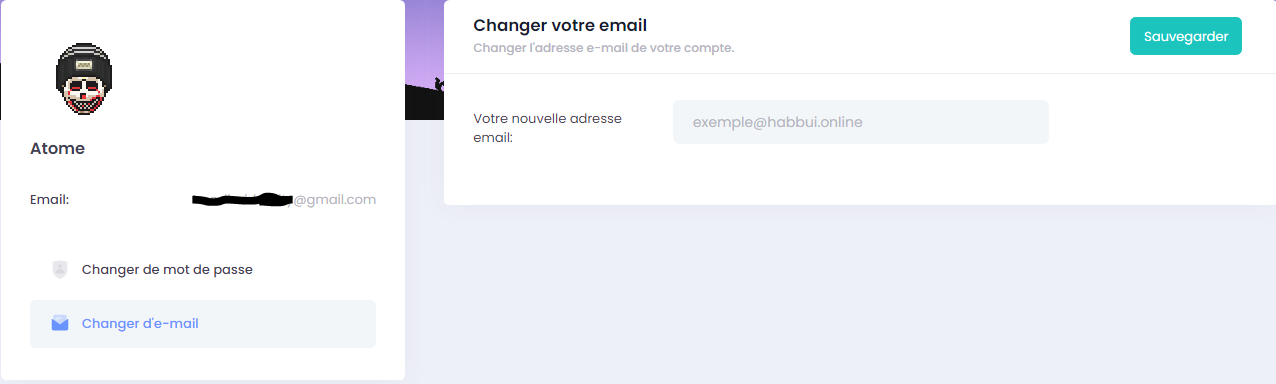 Atome
Email:
@gmail.com
Changer de mot de passe
Changer d'e-mail
Changer votre email
Changer l'adresse e-mail de votre compte.
Sauvegarder
Votre nouvelle adresse
email:
exemple@habbui.online